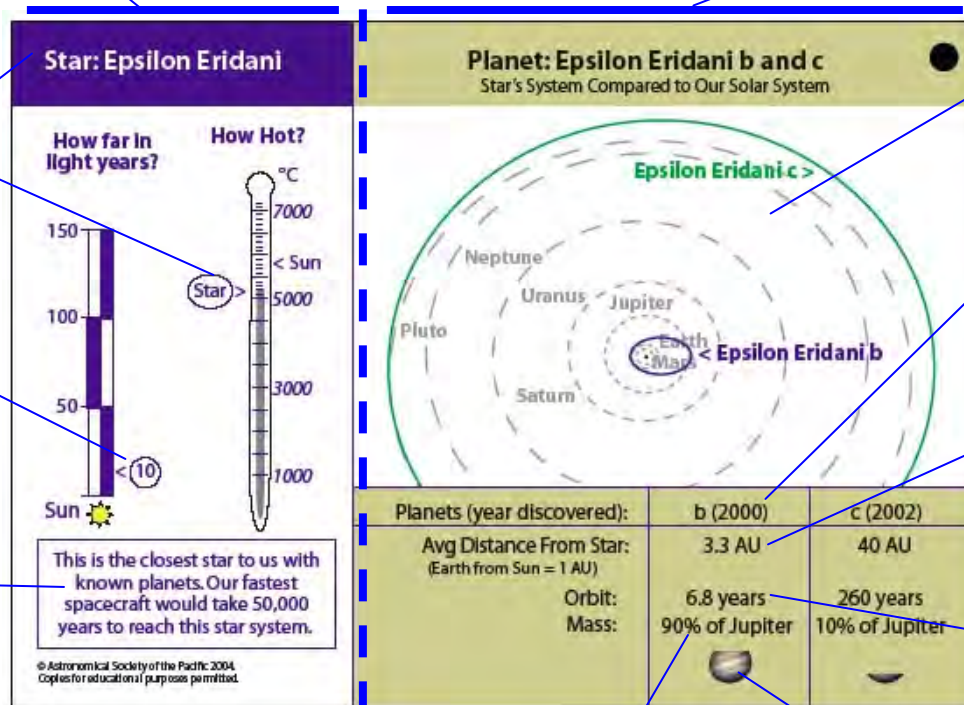 Star: Epsilon Eridani
How far in
light years?
How Hot?
°C
7000
< Sun
Star >
5000
3000
1000
150
100
50
< 10
Sun
This is the closest star to us with
known planets. Our fastest
spacecraft would take 50,000
years to reach this star system.
© Astronomical Society of the Pacific 2004.
Copies for educational purposes permitted.
Planet: Epsilon Eridani b and c
Star's System Compared to Our Solar System
Epsilon Eridani c >
Neptune
Uranus
Jupiter
Pluto
Earth
Mars
< Epsilon Eridani b
Saturn
Planets (year discovered): b (2000) c (2002)
Avg Distance From Star: 3.3 AU 40 AU
(Earth from Sun = 1 AU)
Orbit: 6.8 years 260 years
Mass: 90% of Jupiter 10% of Jupiter